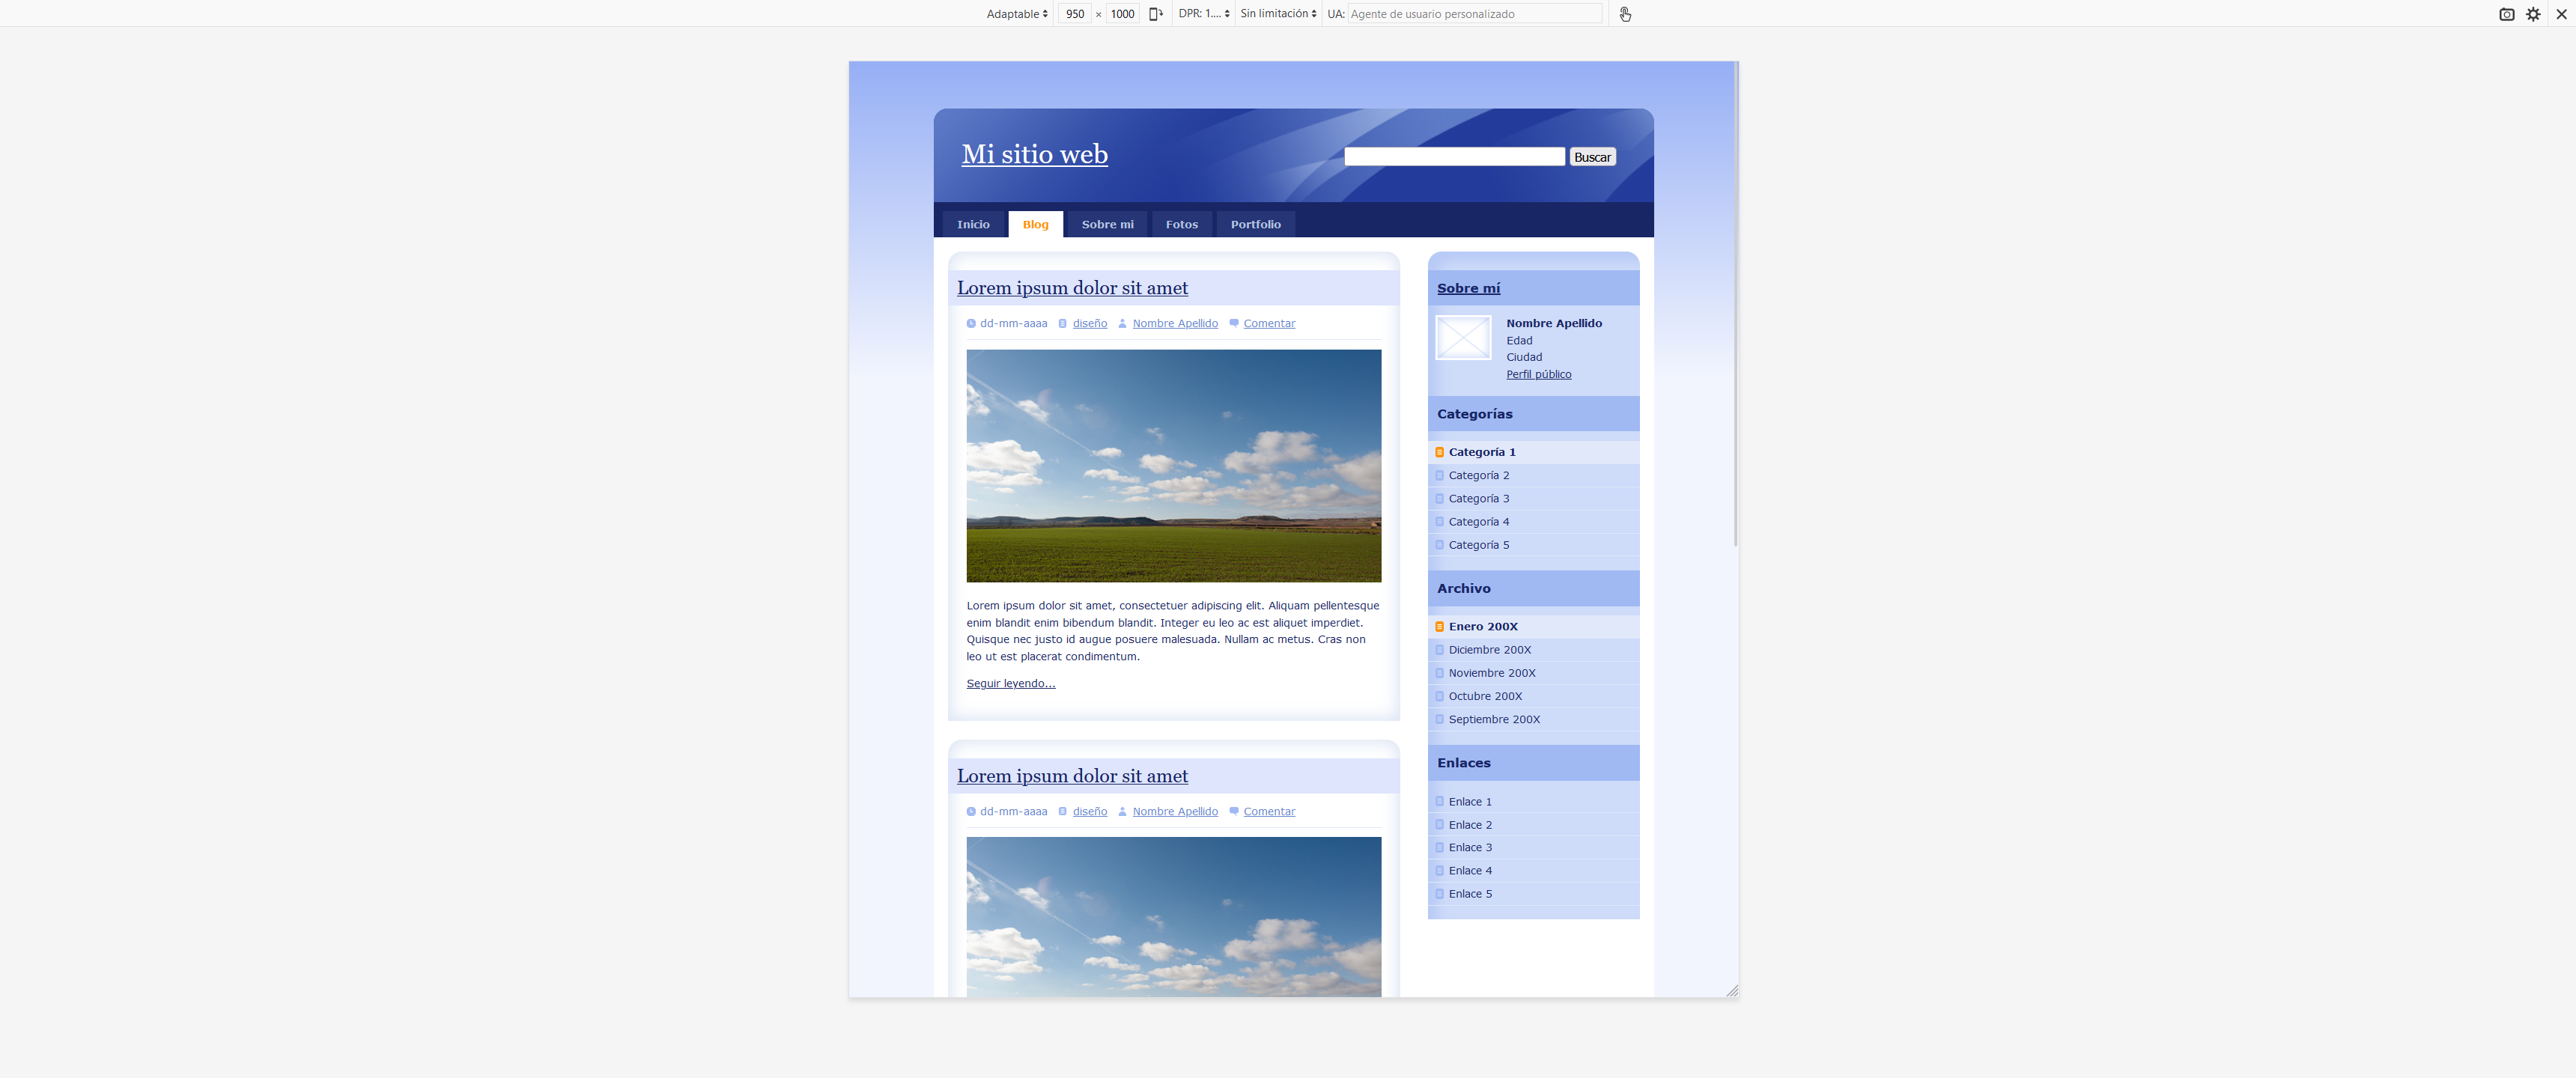 Adaptable 950 × 1000 DPR: 1.... Sin limitación UA: Agente de usuario personalizado
Mi sitio web
Buscar
Inicio Blog Sobre mi Fotos Portfolio
Lorem ipsum dolor sit amet
dd-mm-aaaa diseño Nombre Apellido Comentar
Lorem ipsum dolor sit amet, consectetuer adipiscing elit. Aliquam pellentesque
enim blandit enim bibendum blandit. Integer eu leo ac est aliquet imperdiet.
Quisque nec justo id augue posuere malesuada. Nullam ac metus. Cras non
leo ut est placerat condimentum.
Seguir leyendo...
Lorem ipsum dolor sit amet
dd-mm-aaaa diseño Nombre Apellido Comentar
Sobre mí
Nombre Apellido
Edad
Ciudad
Perfil público
Categorías
Categoría 1
Categoría 2
Categoría 3
Categoría 4
Categoría 5
Archivo
Enero 200X
Diciembre 200X
Noviembre 200X
Octubre 200X
Septiembre 200X
Enlaces
Enlace 1
Enlace 2
Enlace 3
Enlace 4
Enlace 5